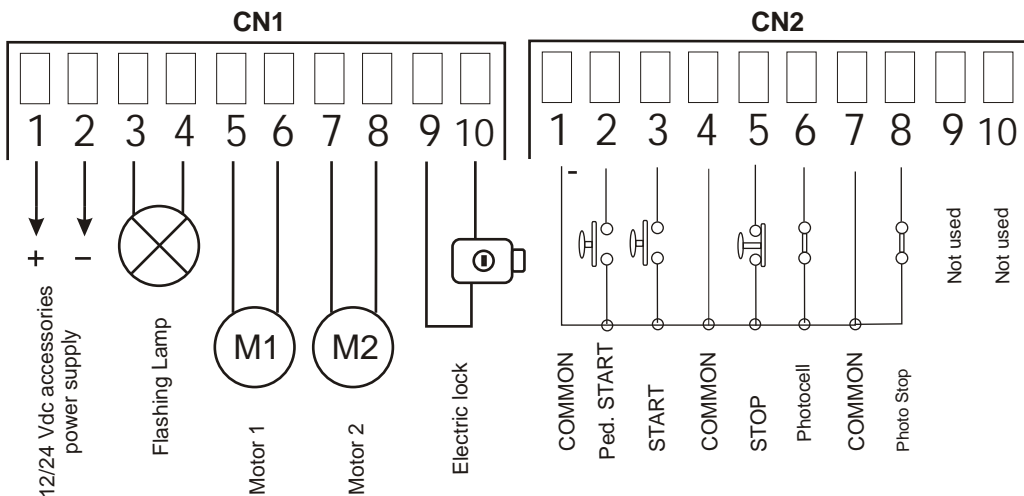 CN1
CN2
1 2 3 4 5 6 7 8 9 10
1 2 3 4 5 6 7 8 9 10
+ −
-
M1
M2
12/24 Vdc accessories
power supply
Flashing Lamp
Motor 1
Motor 2
Electric lock
COMMON
Ped. START
START
COMMON
STOP
Photocell
COMMON
Photo Stop
Not used
Not used